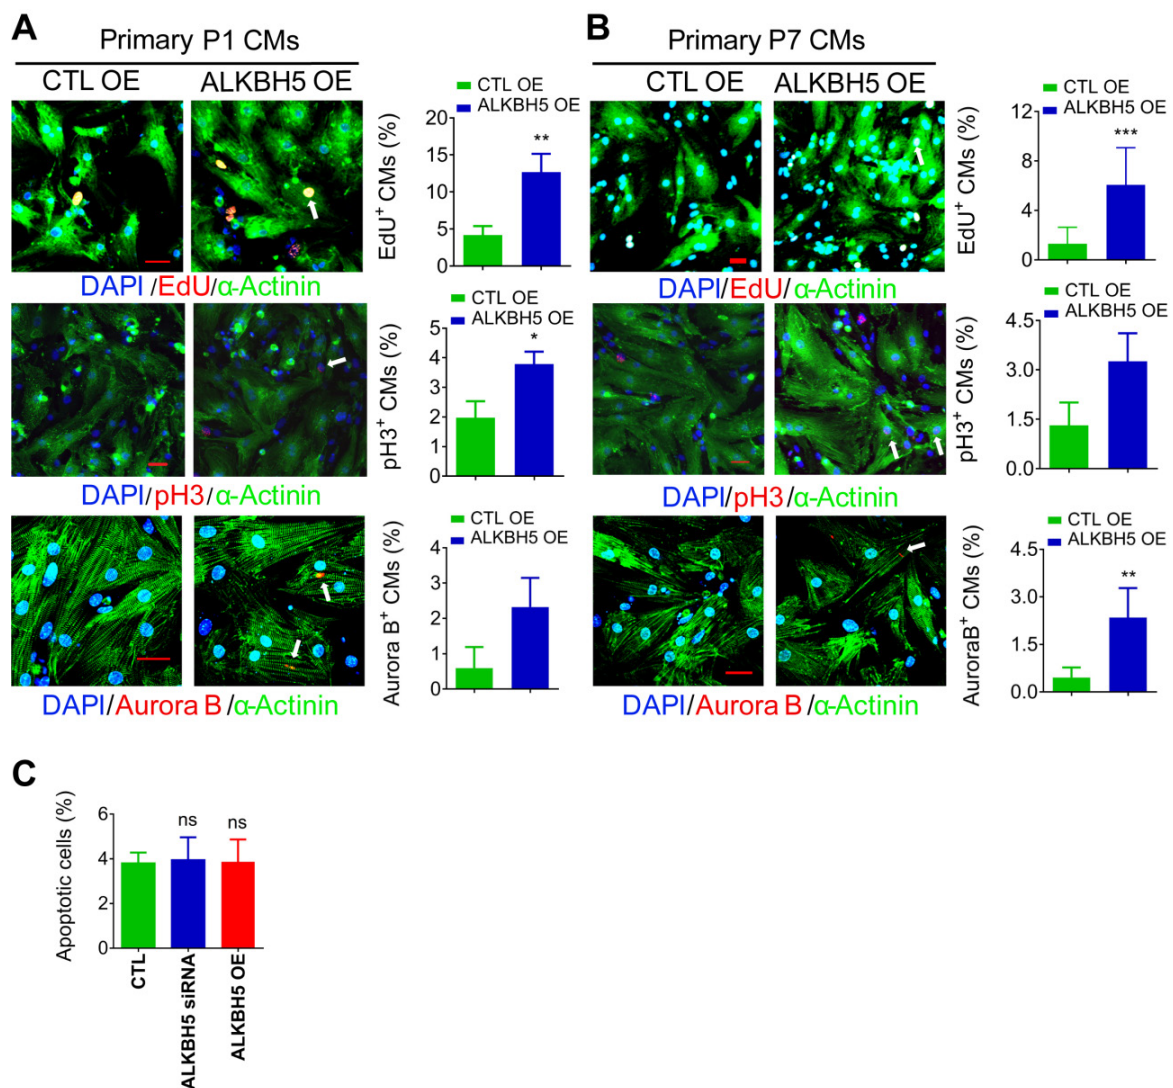 A
Primary P1 CMs
CTL OE
ALKBH5 OE
CTL OE
ALKBH5 OE
EdU⁺ CMs (%)
20
15
10
5
0
**
DAPI /EdU/α-Actinin
CTL OE
ALKBH5 OE
pH3⁺ CMs (%)
5
4
3
2
1
0
*
DAPI/pH3/α-Actinin
CTL OE
ALKBH5 OE
Aurora B⁺ CMs (%)
4
3
2
1
0
DAPI/Aurora B /α-Actinin
B
Primary P7 CMs
CTL OE
ALKBH5 OE
CTL OE
ALKBH5 OE
EdU⁺ CMs (%)
12
9
6
3
0
***
DAPI/EdU/α-Actinin
CTL OE
ALKBH5 OE
pH3⁺ CMs (%)
4.5
3.0
1.5
0.0
DAPI/pH3/α-Actinin
CTL OE
ALKBH5 OE
AuroraB⁺ CMs (%)
4.5
3.0
1.5
0.0
**
DAPI/Aurora B /α-Actinin
C
Apoptotic cells (%)
6
4
2
0
ns
ns
CTL
ALKBH5 siRNA
ALKBH5 OE